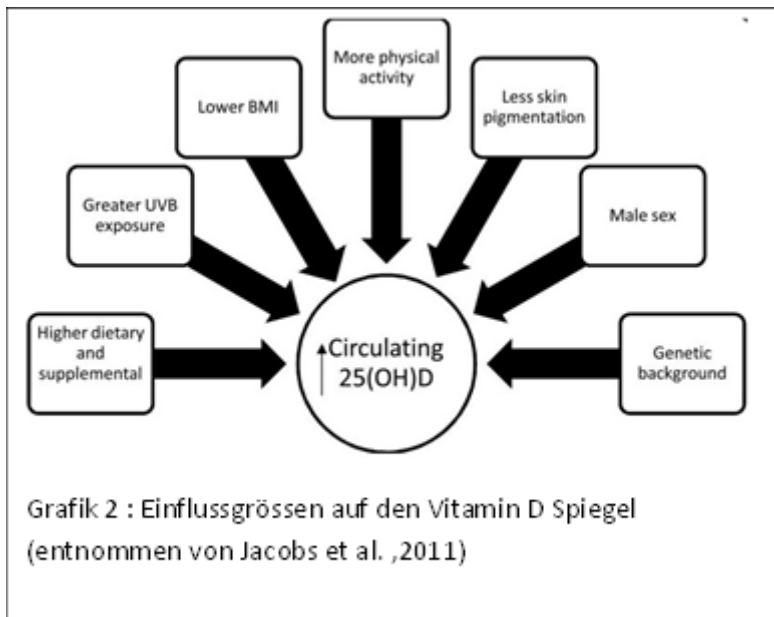 More physical
activity
Lower BMI
Less skin
pigmentation
Greater UVB
exposure
Male sex
Higher dietary
and
supplemental
Circulating
25(OH)D
Genetic
background
Grafik 2 : Einflussgrössen auf den Vitamin D Spiegel
(entnommen von Jacobs et al. ,2011)